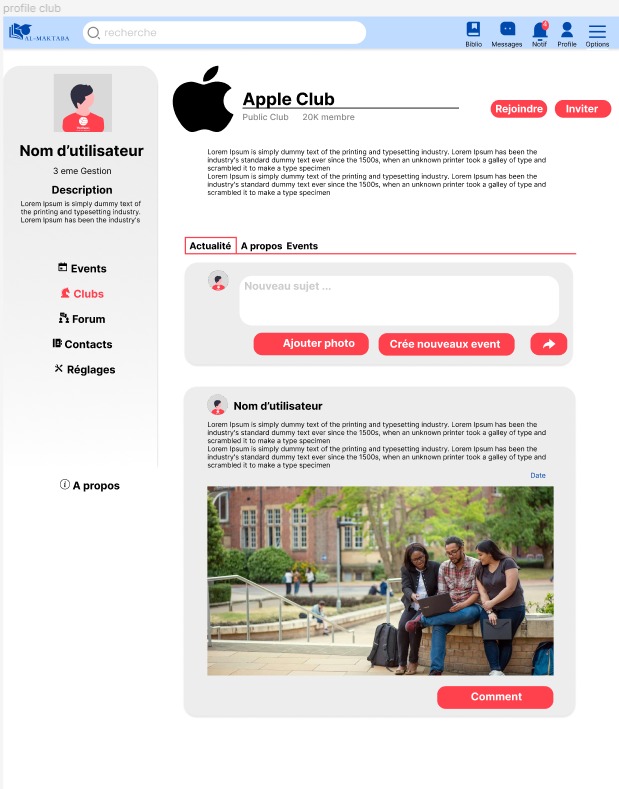 profile club
AL-MAKTABA
recherche
Biblio
Messages
4
Notif
Profile
Options
Nom d'utilisateur
3 eme Gestion
Description
Lorem Ipsum is simply dummy text of
the printing and typesetting industry.
Lorem Ipsum has been the industry's
Events
Clubs
Forum
Contacts
Réglages
A propos
Apple Club
Public Club 20K membre
Rejoindre
Inviter
Lorem Ipsum is simply dummy text of the printing and typesetting industry. Lorem Ipsum has been the
industry's standard dummy text ever since the 1500s, when an unknown printer took a galley of type and
scrambled it to make a type specimen
Lorem Ipsum is simply dummy text of the printing and typesetting industry. Lorem Ipsum has been the
industry's standard dummy text ever since the 1500s, when an unknown printer took a galley of type and
scrambled it to make a type specimen
Actualité A propos Events
Nouveau sujet ...
Ajouter photo
Crée nouveaux event
Nom d'utilisateur
Lorem Ipsum is simply dummy text of the printing and typesetting industry. Lorem Ipsum has been the
industry's standard dummy text ever since the 1500s, when an unknown printer took a galley of type and
scrambled it to make a type specimen
Lorem Ipsum is simply dummy text of the printing and typesetting industry. Lorem Ipsum has been the
industry's standard dummy text ever since the 1500s, when an unknown printer took a galley of type and
scrambled it to make a type specimen
Date
Comment